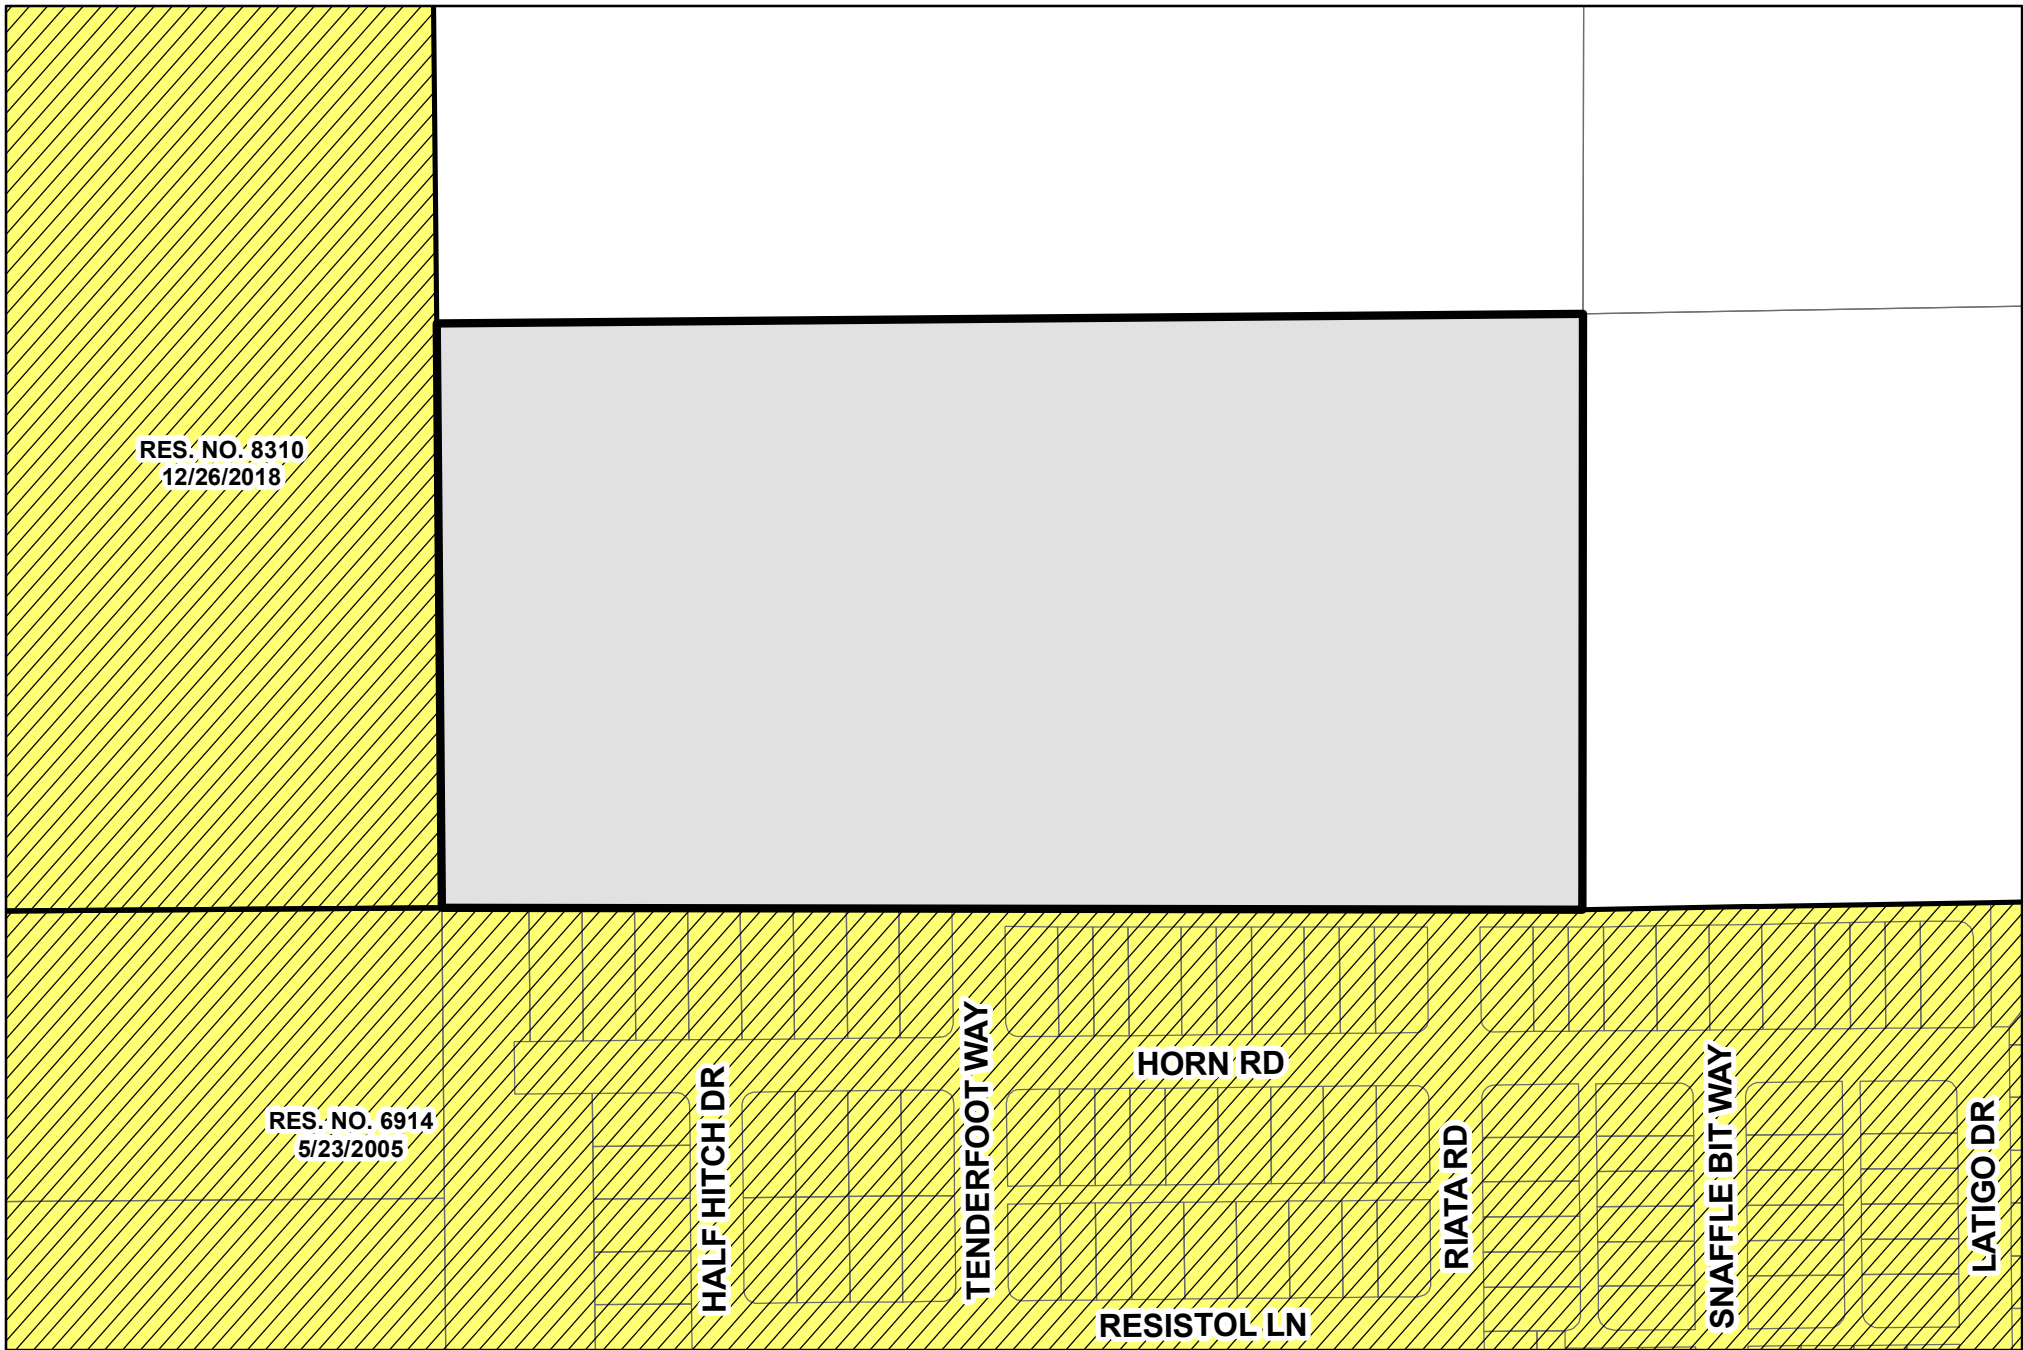 RES. NO. 8310
12/26/2018
HORN RD
RES. NO. 6914
5/23/2005
HALF HITCH DR
TENDERFOOT WAY
RIATA RD
SNAFFLE BIT WAY
LATIGO DR
RESISTOL LN